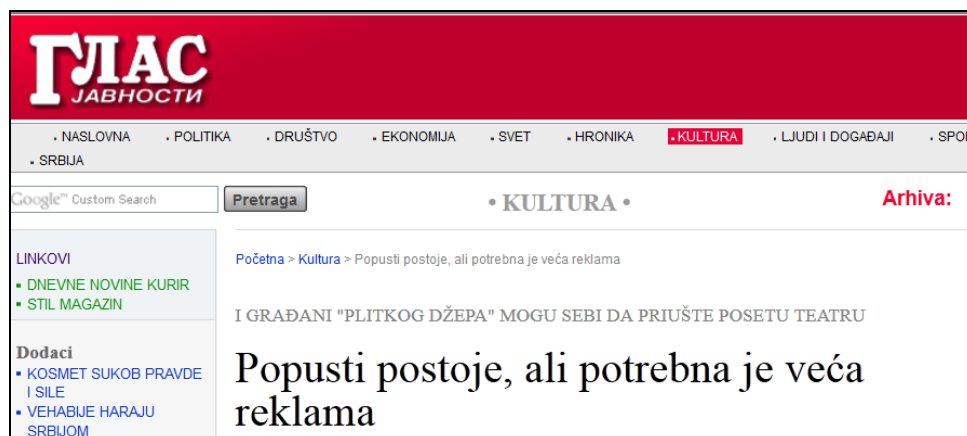 ГЛАС
ЈАВНОСТИ
. NASLOVNA . POLITIKA . DRUŠTVO . EKONOMIJA . SVET . HRONIKA . KULTURA . LJUDI I DOGAĐAJI . SPO
. SRBIJA
Google™ Custom Search Pretraga • KULTURA • Arhiva:
LINKOVI
DNEVNE NOVINE KURIR
STIL MAGAZIN
Dodaci
KOSMET SUKOB PRAVDE
I SILE
VEHABIJE HARAJU
SRBIJOM
Početna > Kultura > Popusti postoje, ali potrebna je veća reklama
I GRAĐANI "PLITKOG DŽEPA" MOGU SEBI DA PRIUŠTE POSETU TEATRU
Popusti postoje, ali potrebna je veća
reklama